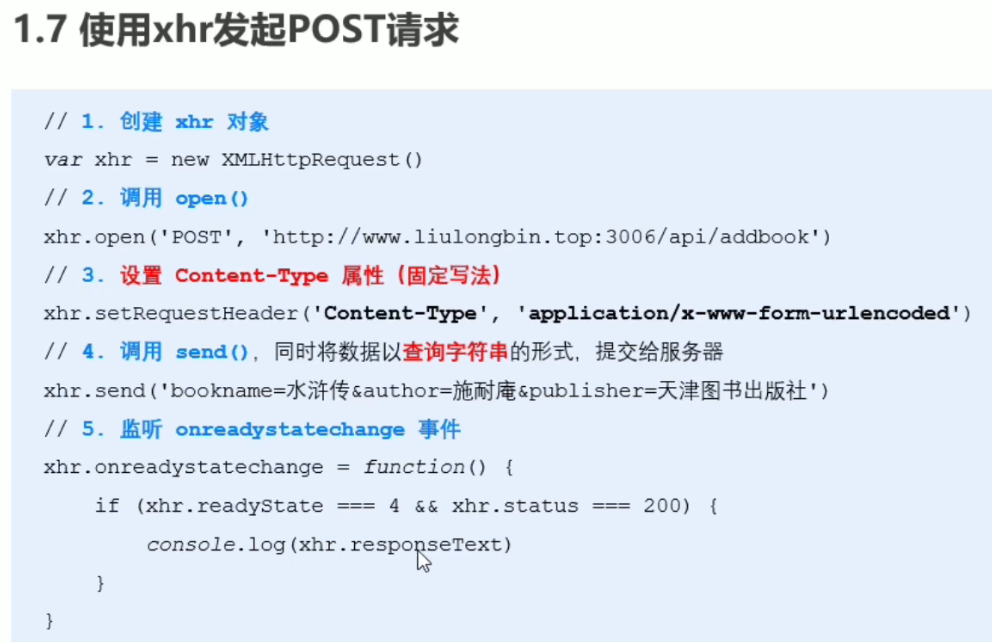 1.7 使用xhr发起POST请求
// 1. 创建 xhr 对象
var xhr = new XMLHttpRequest()
// 2. 调用 open()
xhr.open('POST', 'http://www.liulongbin.top:3006/api/addbook')
// 3. 设置 Content-Type 属性（固定写法）
xhr.setRequestHeader('Content-Type', 'application/x-www-form-urlencoded')
// 4. 调用 send()，同时将数据以查询字符串的形式，提交给服务器
xhr.send('bookname=水浒传&author=施耐庵&publisher=天津图书出版社')
// 5. 监听 onreadystatechange 事件
xhr.onreadystatechange = function() {
    if (xhr.readyState === 4 && xhr.status === 200) {
        console.log(xhr.responseText)
    }
}